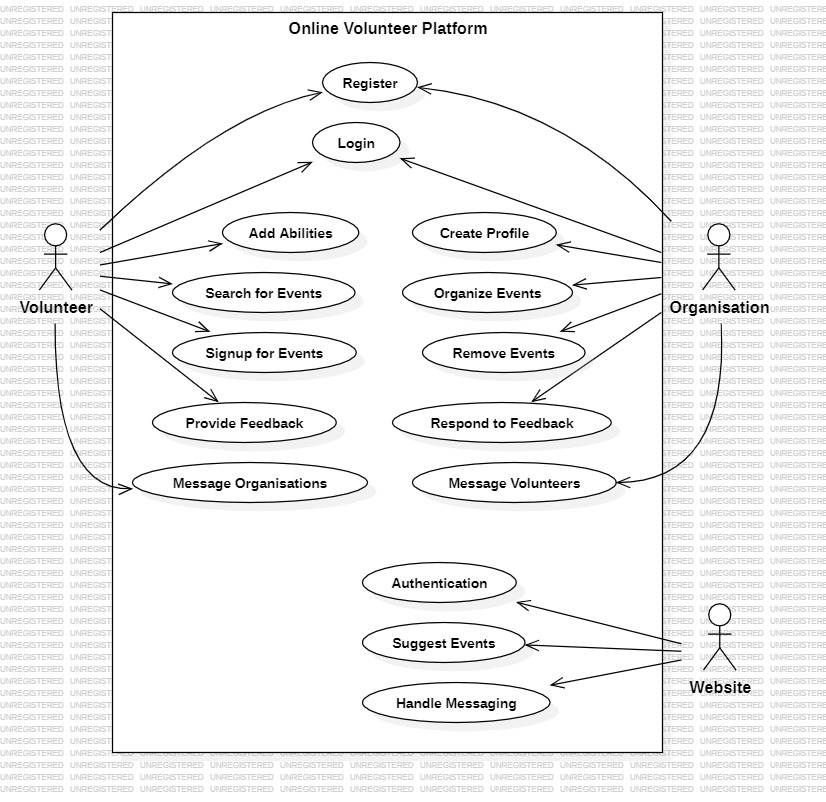 Online Volunteer Platform
Register
Login
Add Abilities
Create Profile
Search for Events
Organize Events
Volunteer
Organisation
Signup for Events
Remove Events
Provide Feedback
Respond to Feedback
Message Organisations
Message Volunteers
Authentication
Suggest Events
Website
Handle Messaging
UNREGISTERED